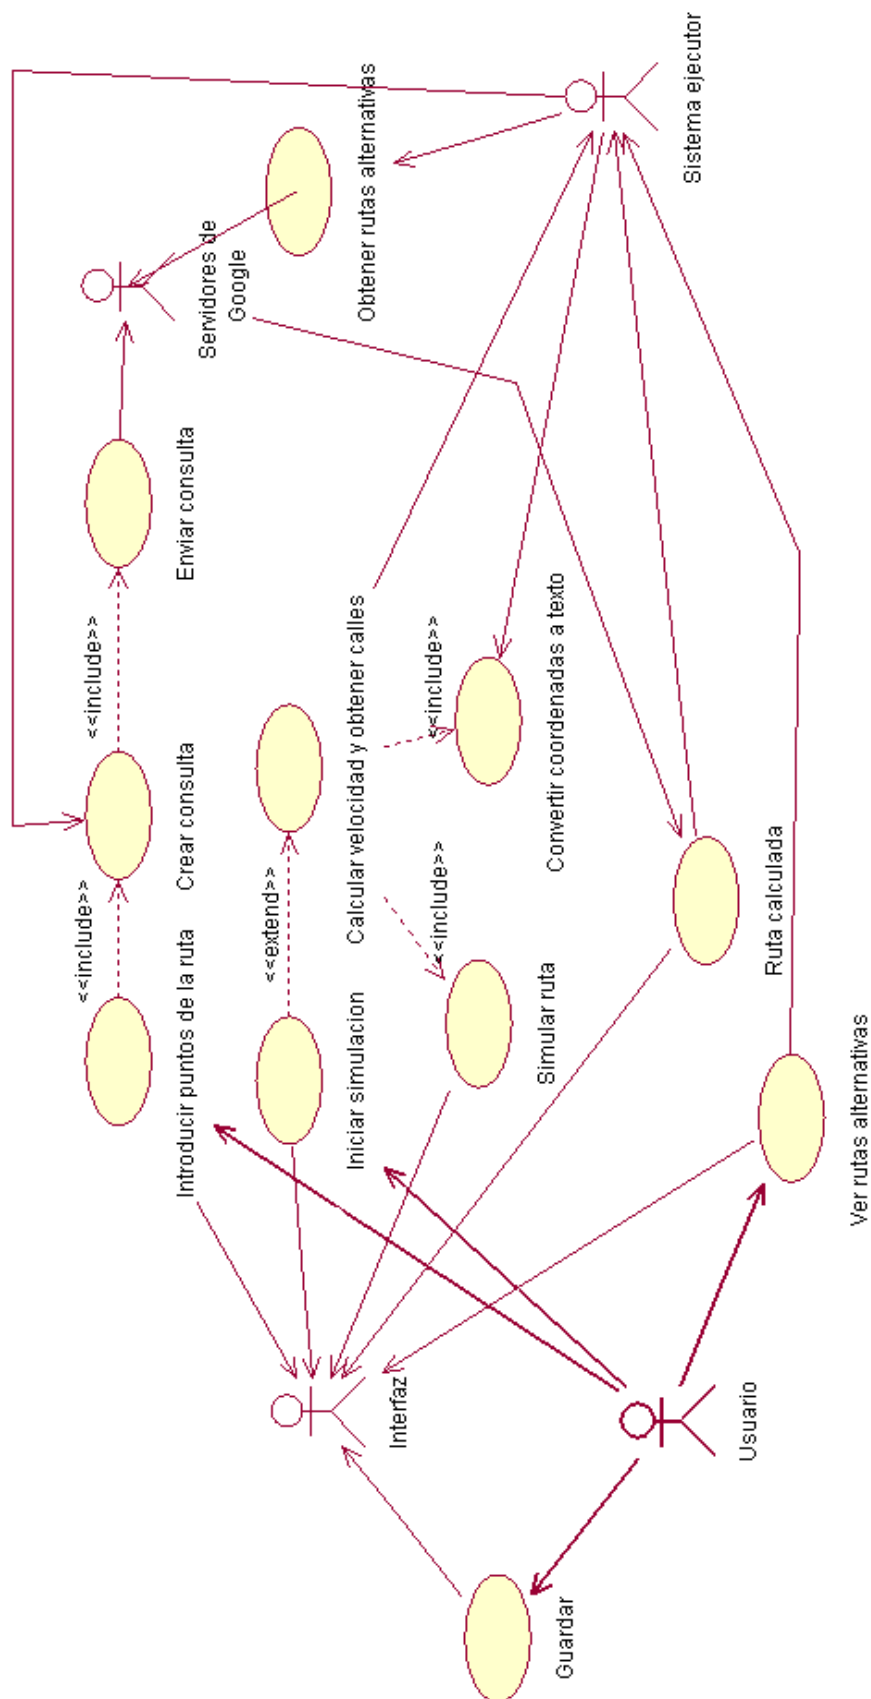 <<include>>
<<include>>
Introducir puntos de la ruta
Crear consulta
Enviar consulta
Servidores de
Google
<<extend>>
Iniciar simulacion
Calcular velocidad y obtener calles
Obtener rutas alternativas
Interfaz
<<include>>
<<include>>
Simular ruta
Convertir coordenadas a texto
Guardar
Sistema ejecutor
Usuario
Ruta calculada
Ver rutas alternativas